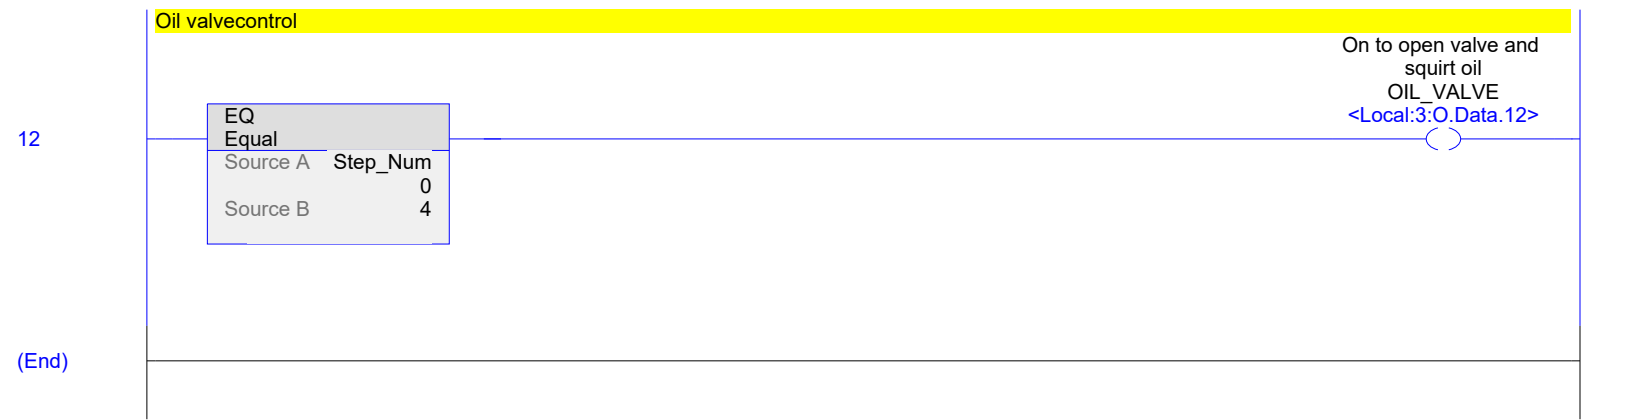 Oil valvecontrol
On to open valve and
squirt oil
OIL_VALVE
<Local:3:O.Data.12>
12
EQ
Equal
Source A Step_Num
0
Source B 4
(End)